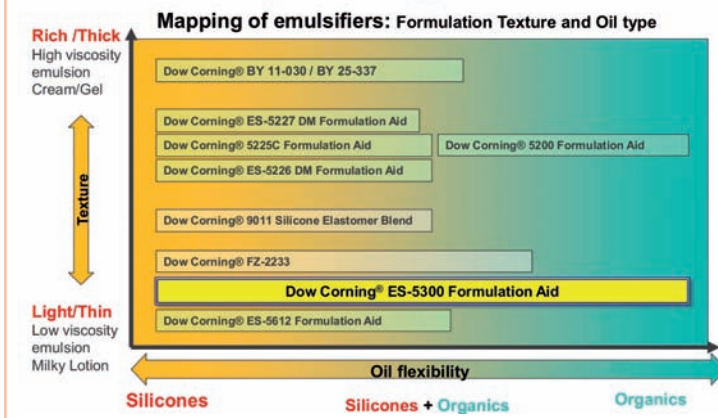 Mapping of emulsifiers: Formulation Texture and Oil type
Rich /Thick
High viscosity
emulsion
Cream/Gel
Texture
Light/Thin
Low viscosity
emulsion
Milky Lotion
Dow Corning® BY 11-030 / BY 25-337
Dow Corning® ES-5227 DM Formulation Aid
Dow Corning® 5225C Formulation Aid
Dow Corning® 5200 Formulation Aid
Dow Corning® ES-5226 DM Formulation Aid
Dow Corning® 9011 Silicone Elastomer Blend
Dow Corning® FZ-2233
Dow Corning® ES-5300 Formulation Aid
Dow Corning® ES-5612 Formulation Aid
Oil flexibility
Silicones
Silicones + Organics
Organics